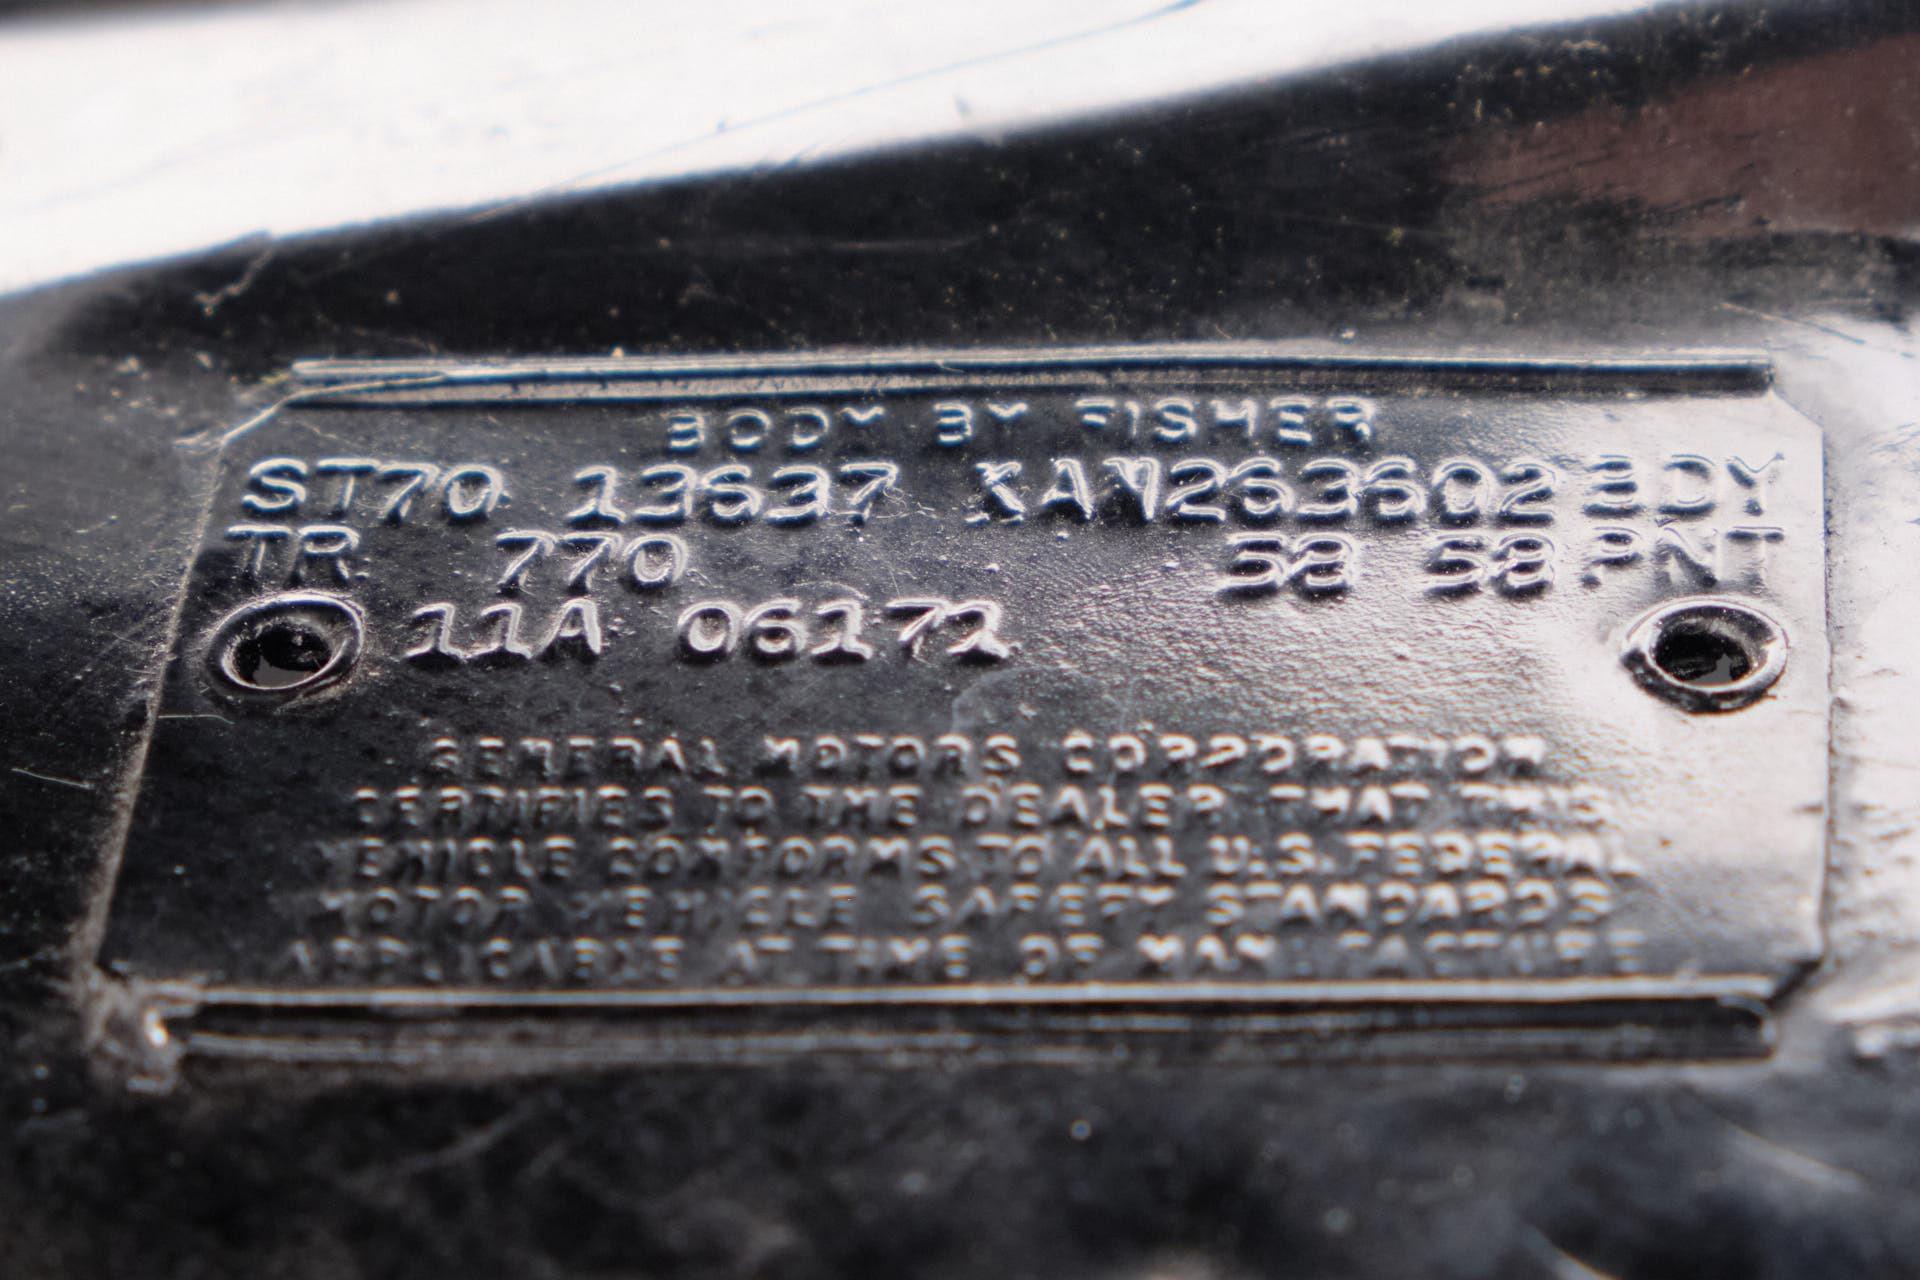 BODY BY FISHER
ST70 13637 KAN263602 BDY
TR. 770 58 58 PNT
11A 06171
GENERAL MOTORS CORPORATION
CERTIFIES TO THE DEALER THAT THIS
VEHICLE CONFORMS TO ALL U.S. FEDERAL
MOTOR VEHICLE SAFETY STANDARDS
APPLICABLE AT TIME OF MANUFACTURE